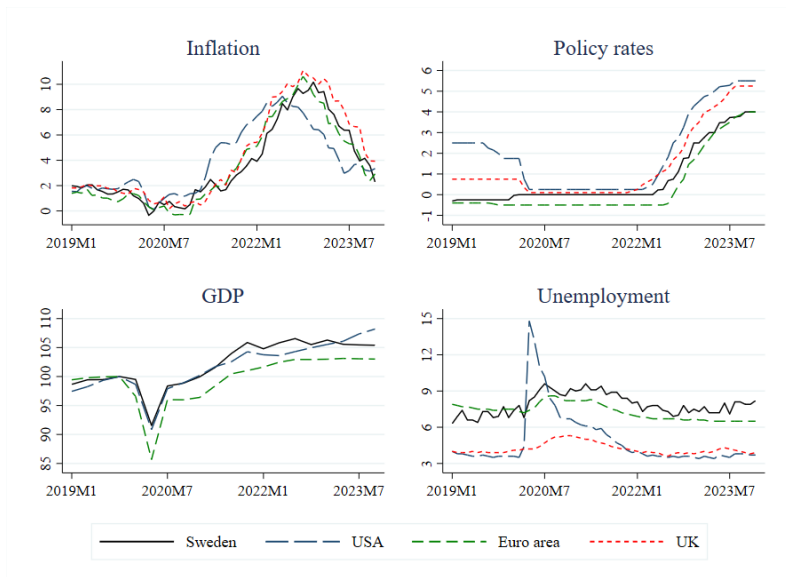 Inflation
10
8
6
4
2
0
2019M1 2020M7 2022M1 2023M7
Policy rates
6
5
4
3
2
1
0
-1
2019M1 2020M7 2022M1 2023M7
GDP
110
105
100
95
90
85
2019M1 2020M7 2022M1 2023M7
Unemployment
15
12
9
6
3
2019M1 2020M7 2022M1 2023M7
Sweden USA Euro area UK